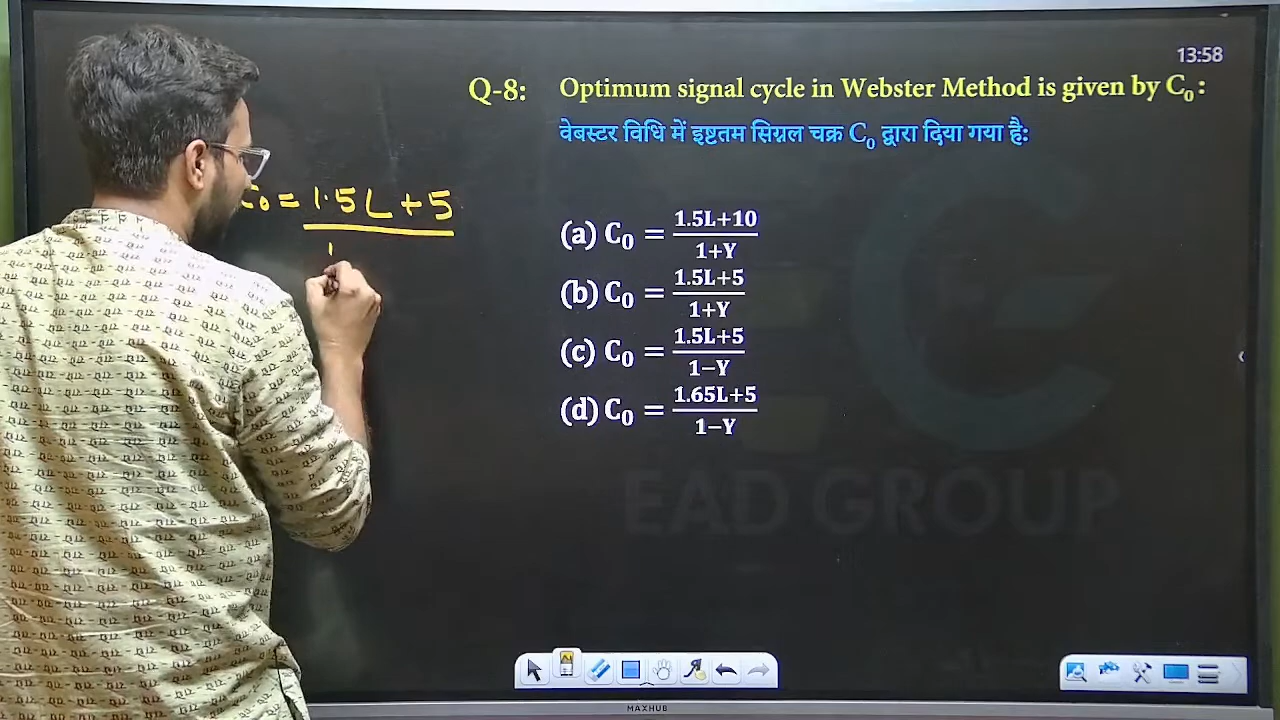 13:58
Q-8: Optimum signal cycle in Webster Method is given by C₀ :
वेबस्टर विधि में इष्टतम सिग्नल चक्र C₀ द्वारा दिया गया है:
C₀ = 1.5L+5
1
(a) C₀ = 1.5L+10
1+Y
(b) C₀ = 1.5L+5
1+Y
(c) C₀ = 1.5L+5
1−Y
(d) C₀ = 1.65L+5
1−Y
EAD GROUP
MAXHUB